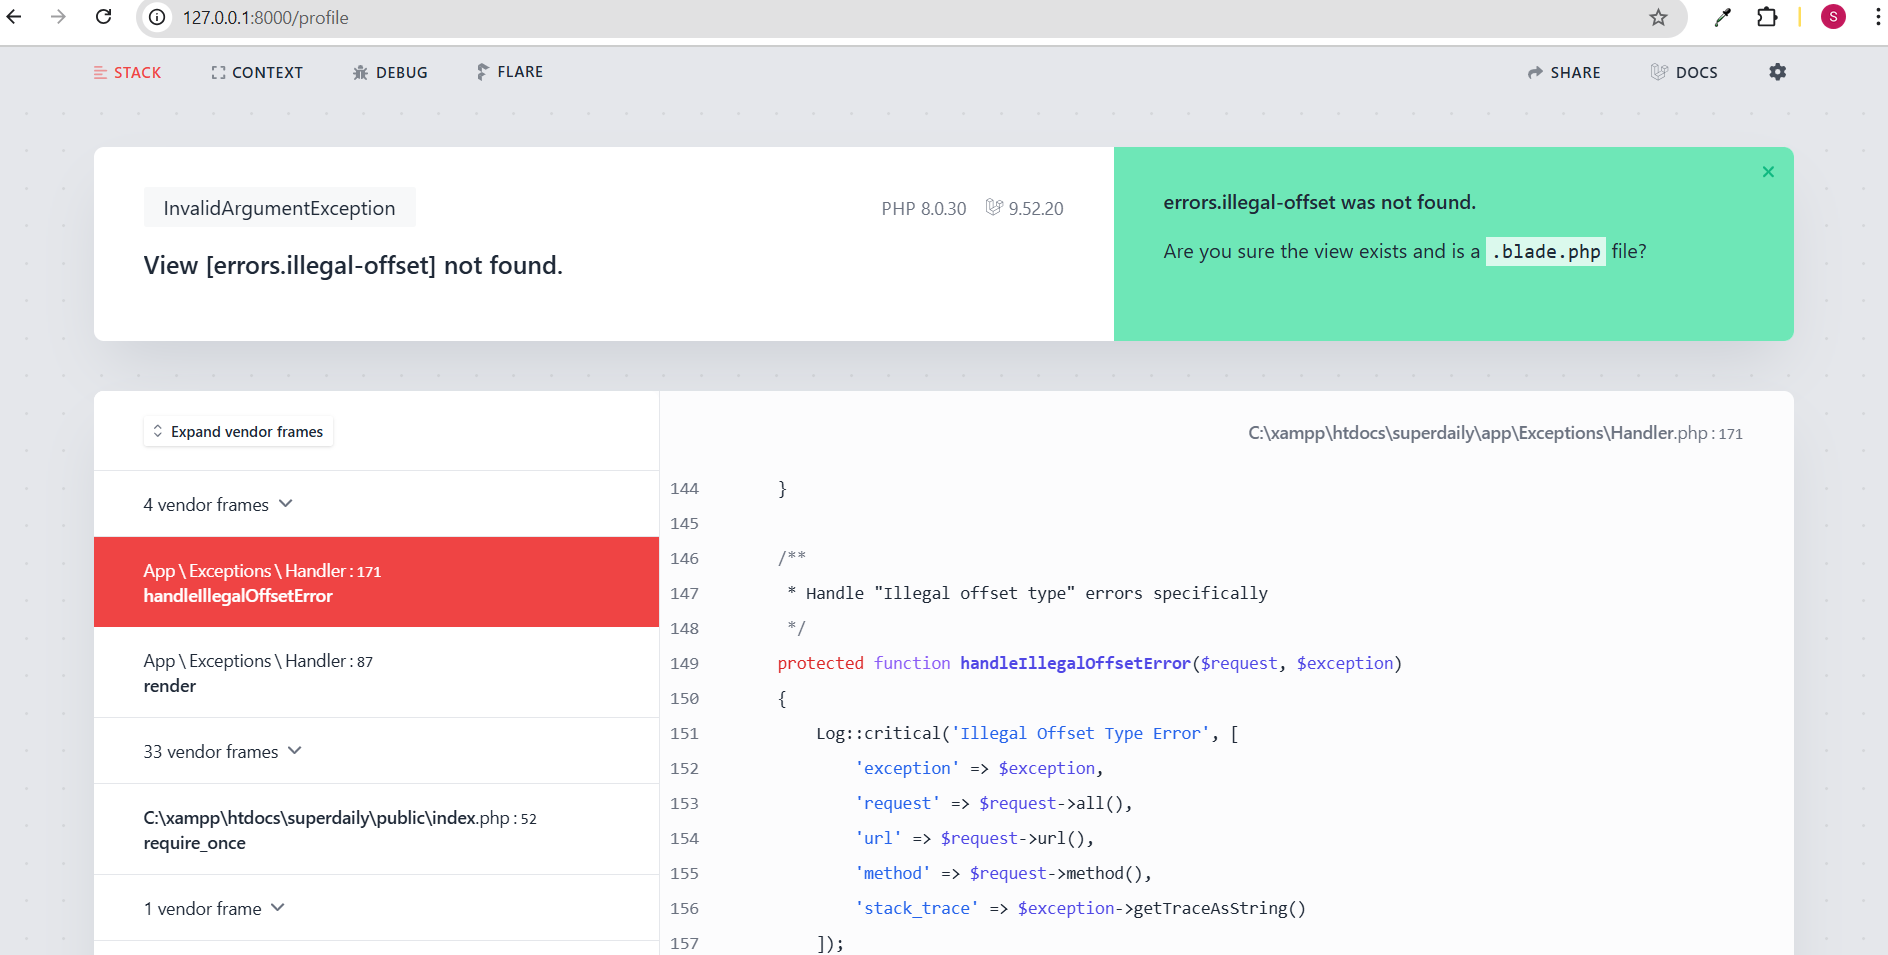 127.0.0.1:8000/profile
S
STACK
CONTEXT
DEBUG
FLARE
SHARE
DOCS
InvalidArgumentException
PHP 8.0.30
9.52.20
View [errors.illegal-offset] not found.
errors.illegal-offset was not found.
Are you sure the view exists and is a .blade.php file?
Expand vendor frames
4 vendor frames
App \ Exceptions \ Handler : 171
handleIllegalOffsetError
App \ Exceptions \ Handler : 87
render
33 vendor frames
C:\xampp\htdocs\superdaily\public\index.php : 52
require_once
1 vendor frame
C:\xampp\htdocs\superdaily\app\Exceptions\Handler.php : 171
144 }
145
146 /**
147 * Handle "Illegal offset type" errors specifically
148 */
149 protected function handleIllegalOffsetError($request, $exception)
150 {
151 Log::critical('Illegal Offset Type Error', [
152 'exception' => $exception,
153 'request' => $request->all(),
154 'url' => $request->url(),
155 'method' => $request->method(),
156 'stack_trace' => $exception->getTraceAsString()
157 ]);